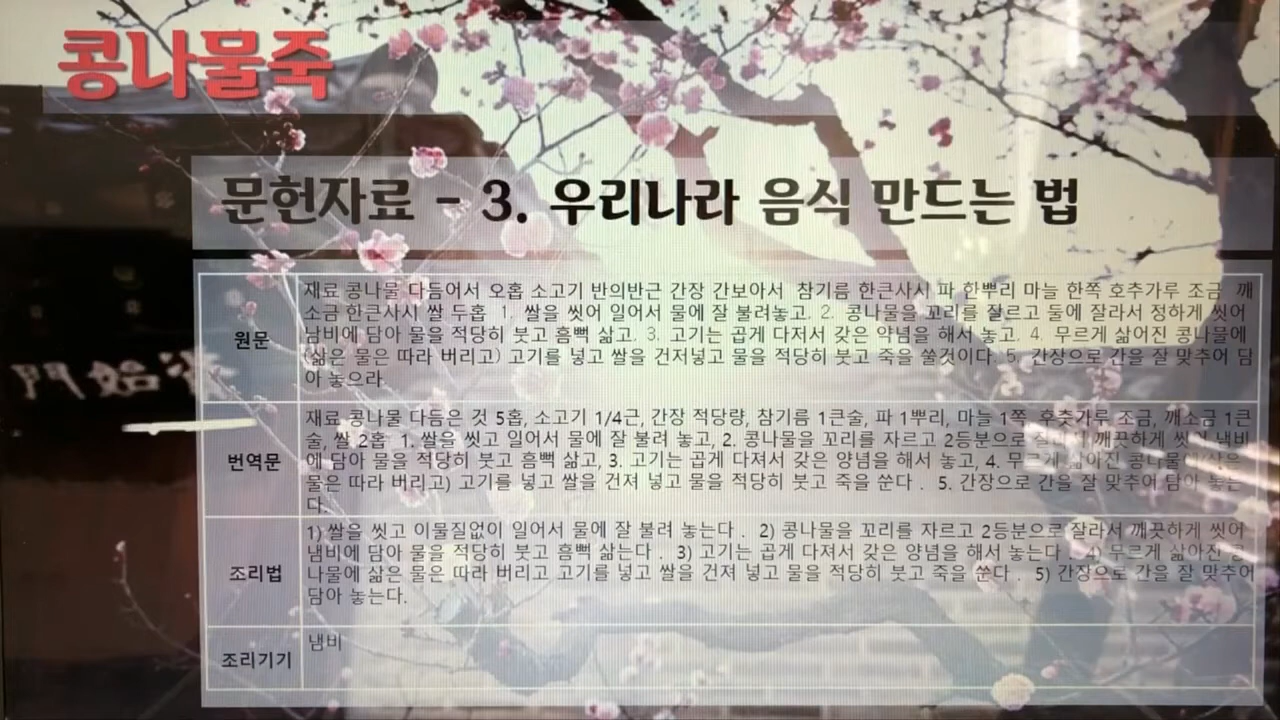 콩나물죽
문헌자료 - 3. 우리나라 음식 만드는 법
원문
재료 콩나물 다듬어서 오홉 소고기 반의반근 간장 간보아서 참기름 한큰사시 파 한뿌리 마늘 한쪽 호추가루 조금 깨
소금 한큰사시 쌀 두홉 1. 쌀을 씻어 일어서 물에 잘 불려놓고. 2. 콩나물을 꼬리를 잘르고 둘에 잘라서 정하게 씻어
남비에 담아 물을 적당히 붓고 흠뻑 삶고. 3. 고기는 곱게 다져서 갖은 약념을 해서 놓고. 4. 무르게 삶어진 콩나물에
(삶은 물은 따라 버리고) 고기를 넣고 쌀을 건저넣고 물을 적당히 붓고 죽을 쑬것이다. 5. 간장으로 간을 잘 맞추어 담
아 놓으라.
번역문
재료 콩나물 다듬은 것 5홉, 소고기 1/4근, 간장 적당량, 참기름 1큰술, 파 1뿌리, 마늘 1쪽 후춧가루 조금, 깨소금 1큰
술, 쌀 2홉 1. 쌀을 씻고 일어서 물에 잘 불려 놓고, 2. 콩나물을 꼬리를 자르고 2등분으로 깨끗하게 씻어 냄비
에 담아 물을 적당히 붓고 흠뻑 삶고, 3. 고기는 곱게 다져서 갖은 양념을 해서 놓고, 4. 무르게 삶아진 콩나물에(삶은
물은 따라 버리고) 고기를 넣고 쌀을 건져 넣고 물을 적당히 붓고 죽을 쑨다 . 5. 간장으로 간을 잘 맞추어 담아 놓는
다.
조리법
1) 쌀을 씻고 이물질없이 일어서 물에 잘 불려 놓는다 . 2) 콩나물을 꼬리를 자르고 2등분으로 잘라서 깨끗하게 씻어
냄비에 담아 물을 적당히 붓고 흠뻑 삶는다 . 3) 고기는 곱게 다져서 갖은 양념을 해서 놓는다 . 4) 무르게 삶아진 콩
나물에 삶은 물은 따라 버리고 고기를 넣고 쌀을 건져 넣고 물을 적당히 붓고 죽을 쑨다 . 5) 간장으로 간을 잘 맞추어
담아 놓는다.
조리기기
냄비